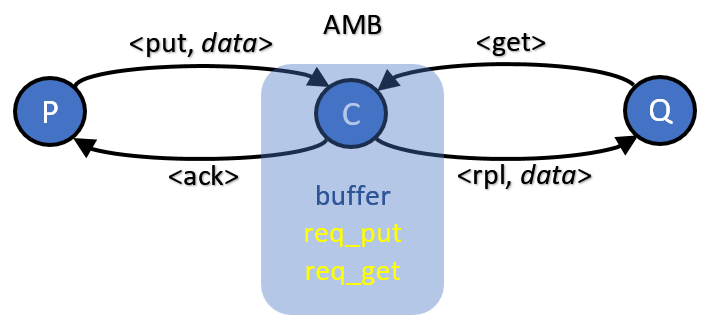 AMB
<put, data>
<get>
P
C
Q
<ack>
<rpl, data>
buffer
req_put
req_get